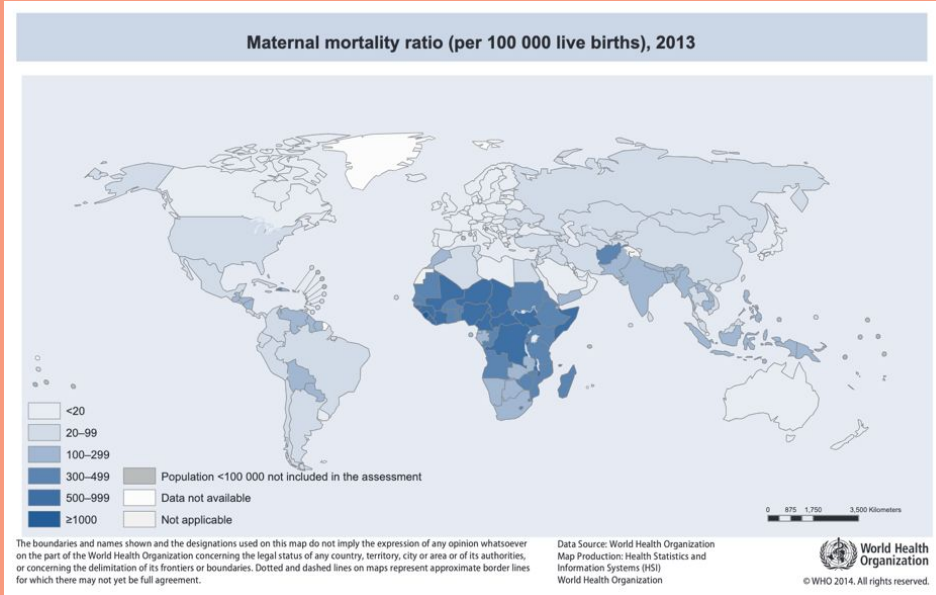 Maternal mortality ratio (per 100 000 live births), 2013
<20
20–99
100–299
300–499
500–999
≥1000
Population <100 000 not included in the assessment
Data not available
Not applicable
0 875 1,750 3,500 Kilometers
The boundaries and names shown and the designations used on this map do not imply the expression of any opinion whatsoever
on the part of the World Health Organization concerning the legal status of any country, territory, city or area or of its authorities,
or concerning the delimitation of its frontiers or boundaries. Dotted and dashed lines on maps represent approximate border lines
for which there may not yet be full agreement.
Data Source: World Health Organization
Map Production: Health Statistics and
Information Systems (HSI)
World Health Organization
World Health
Organization
© WHO 2014. All rights reserved.